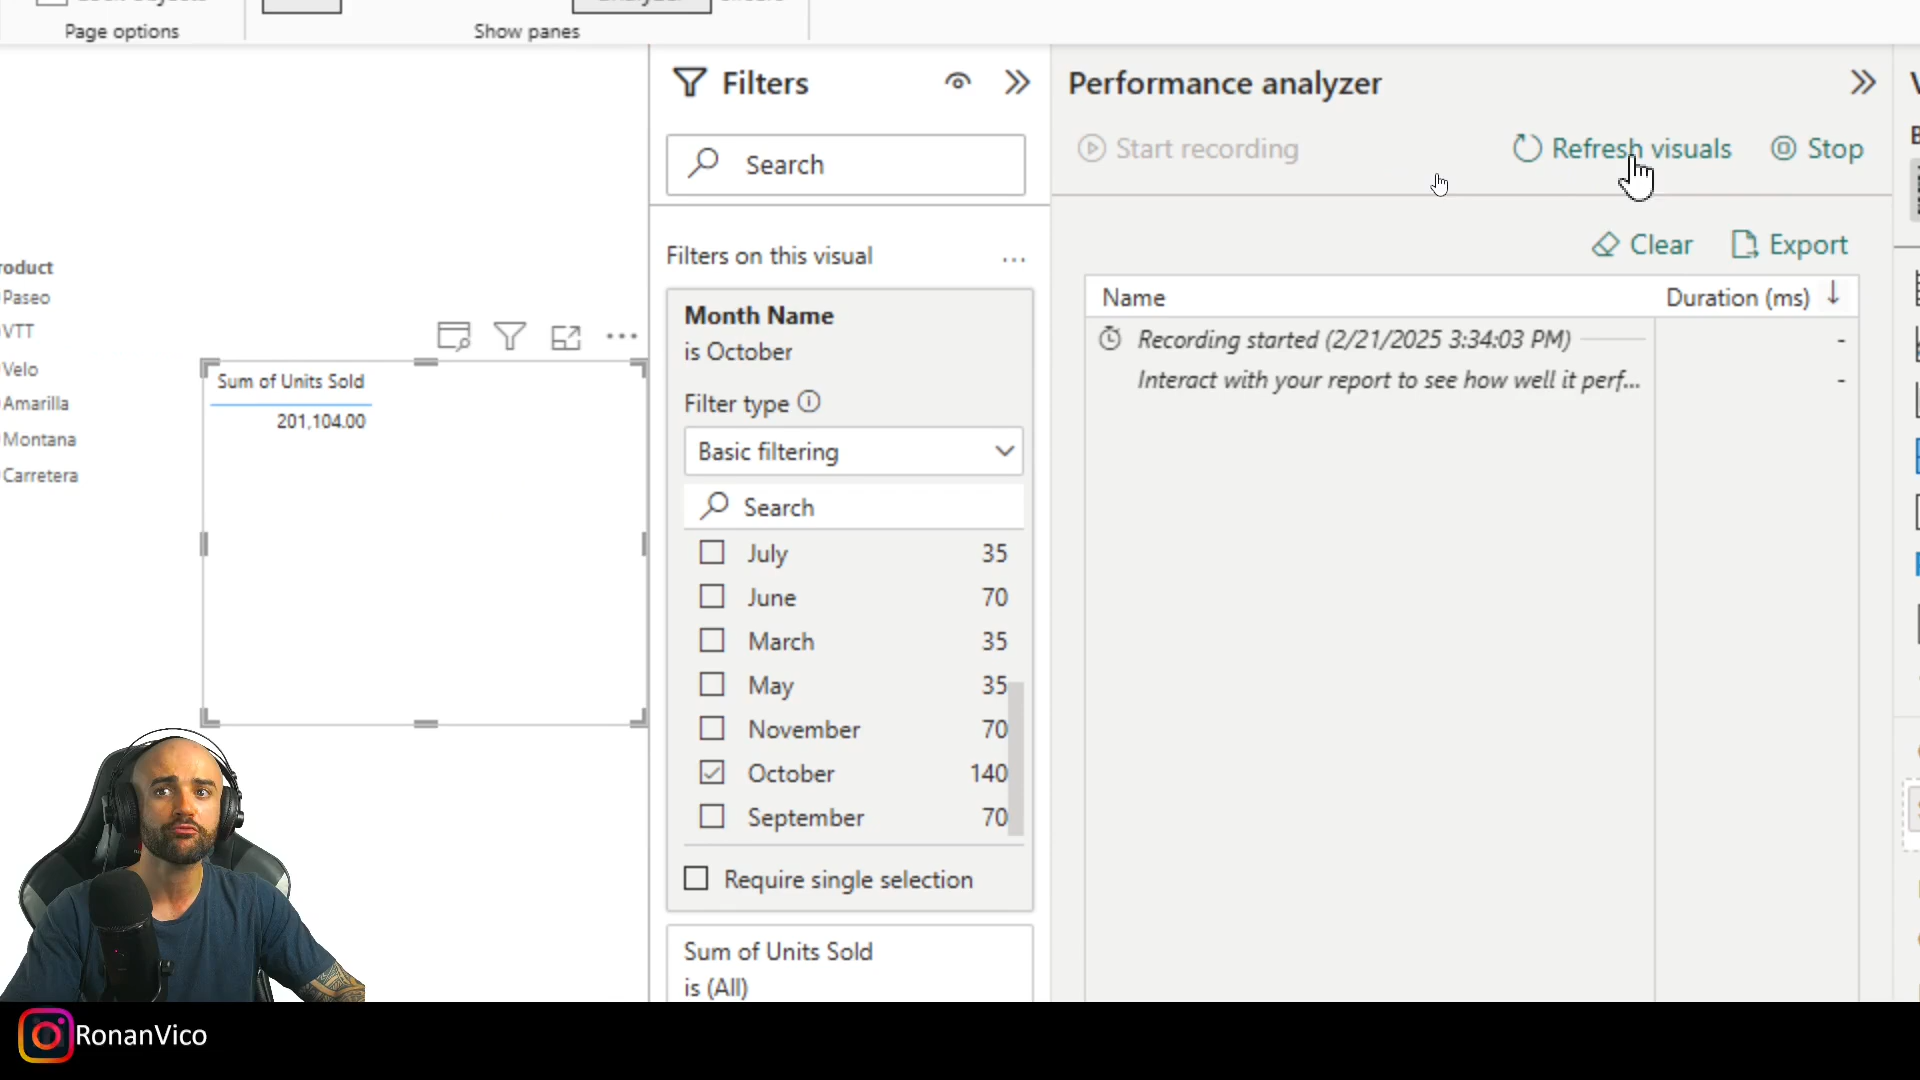 Page options
Show panes
Filters
Search
Filters on this visual
...
Month Name
is October
Filter type
Basic filtering
Search
July 35
June 70
March 35
May 35
November 70
October 140
September 70
Require single selection
Sum of Units Sold
is (All)
Performance analyzer
Start recording
Refresh visuals
Stop
Clear
Export
Name
Duration (ms)
Recording started (2/21/2025 3:34:03 PM)
-
Interact with your report to see how well it perf...
-
roduct
Paseo
VTT
Velo
Amarilla
Montana
Carretera
Sum of Units Sold
201,104.00
RonanVico